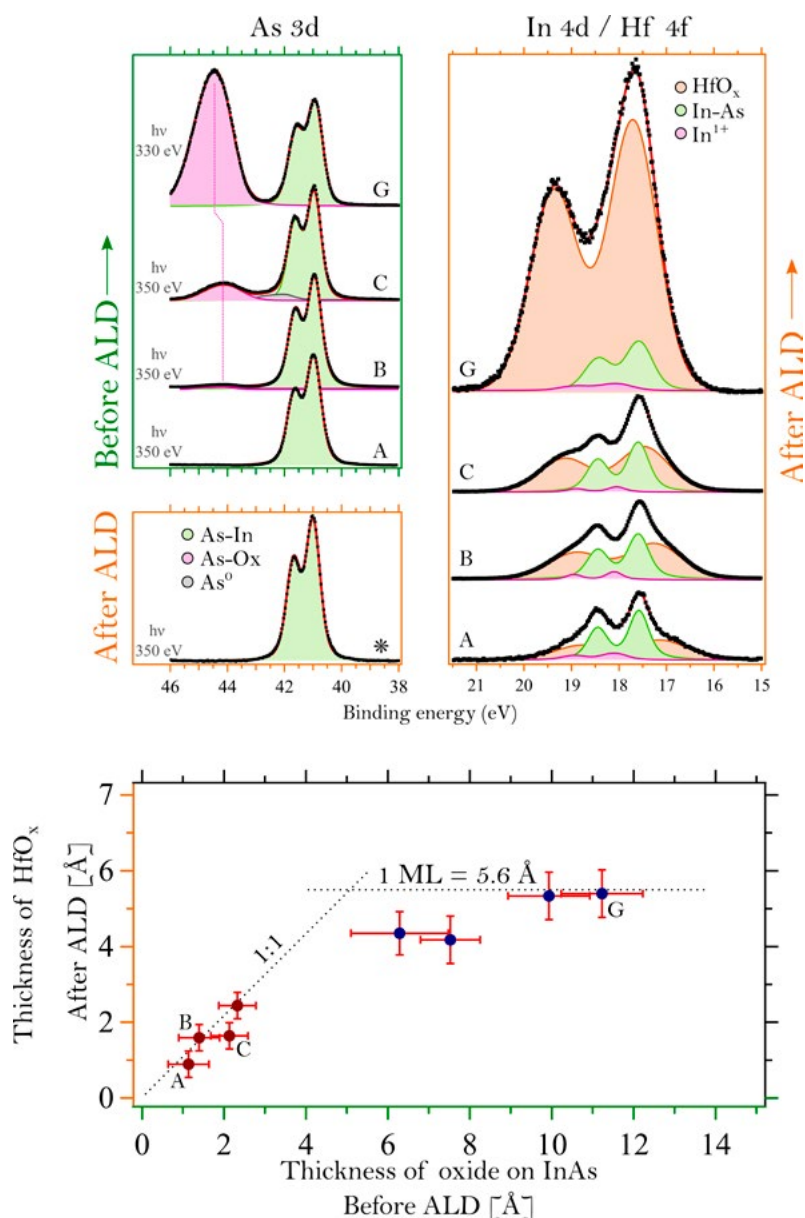 As 3d
In 4d / Hf 4f
Before ALD
hν
330 eV
G
hν
350 eV
C
hν
350 eV
B
hν
350 eV
A
After ALD
As-In
As-Ox
As⁰
hν
350 eV
*
46 44 42 40 38
HfOₓ
In-As
In¹⁺
G
C
B
A
After ALD
21 20 19 18 17 16 15
Binding energy (eV)
Thickness of HfOₓ
After ALD [Å]
7
6
4
2
0
1 ML = 5.6 Å
1:1
G
B
C
A
0 2 4 6 8 10 12 14
Thickness of oxide on InAs
Before ALD [Å]